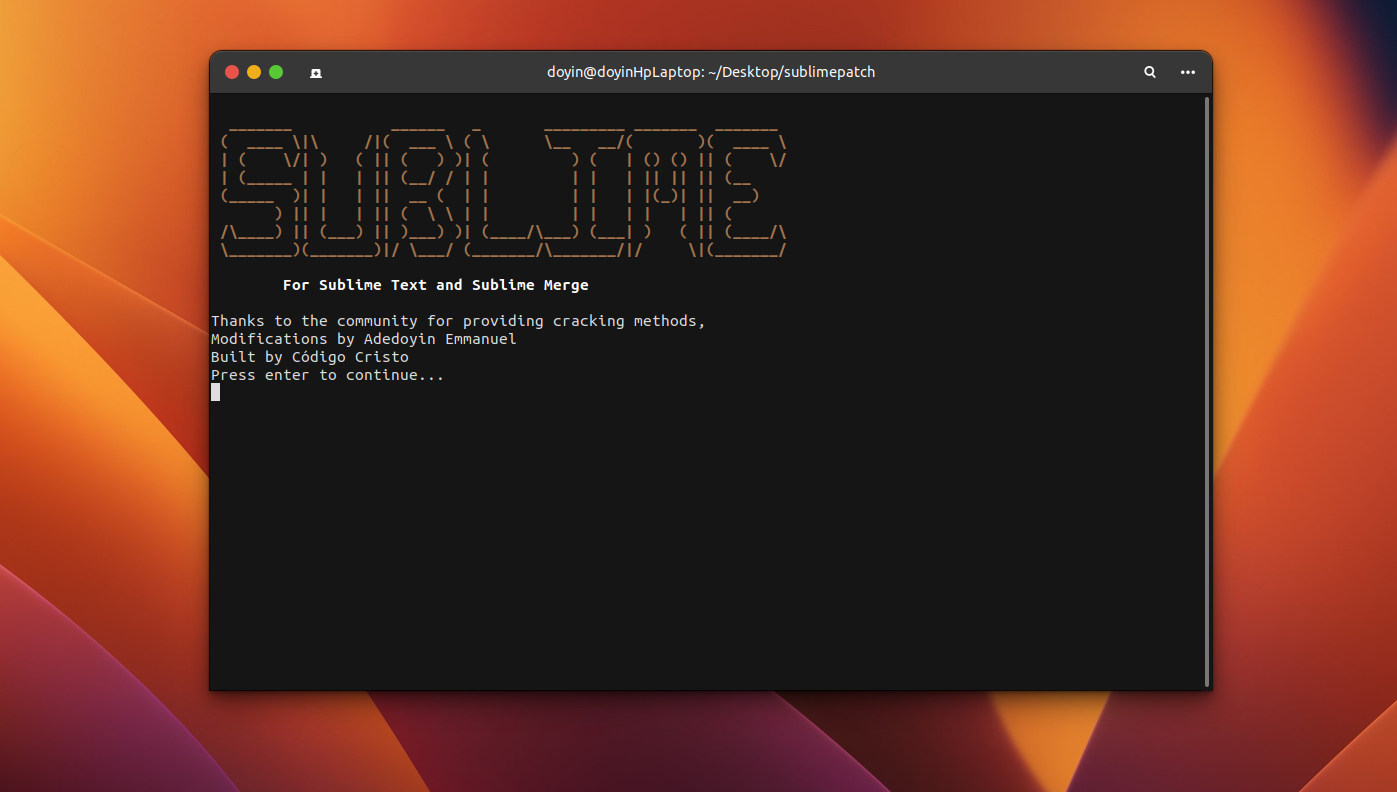 doyin@doyinHpLaptop: ~/Desktop/sublimepatch
SUBLIME
For Sublime Text and Sublime Merge
Thanks to the community for providing cracking methods,
Modifications by Adedoyin Emmanuel
Built by Código Cristo
Press enter to continue...